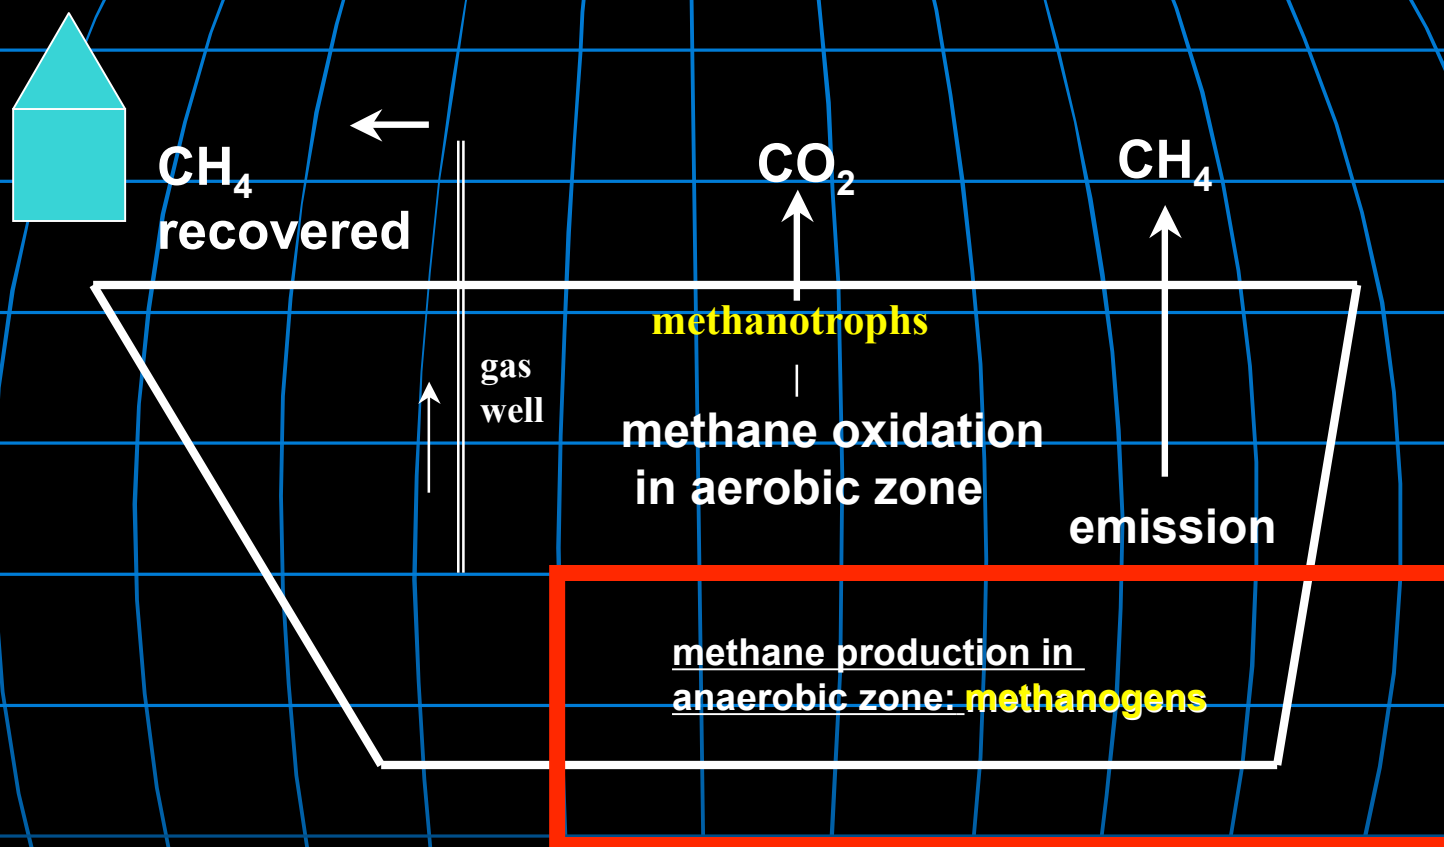 CH₄
recovered
CO₂
CH₄
methanotrophs
gas
well
methane oxidation
in aerobic zone
emission
methane production in
anaerobic zone: methanogens